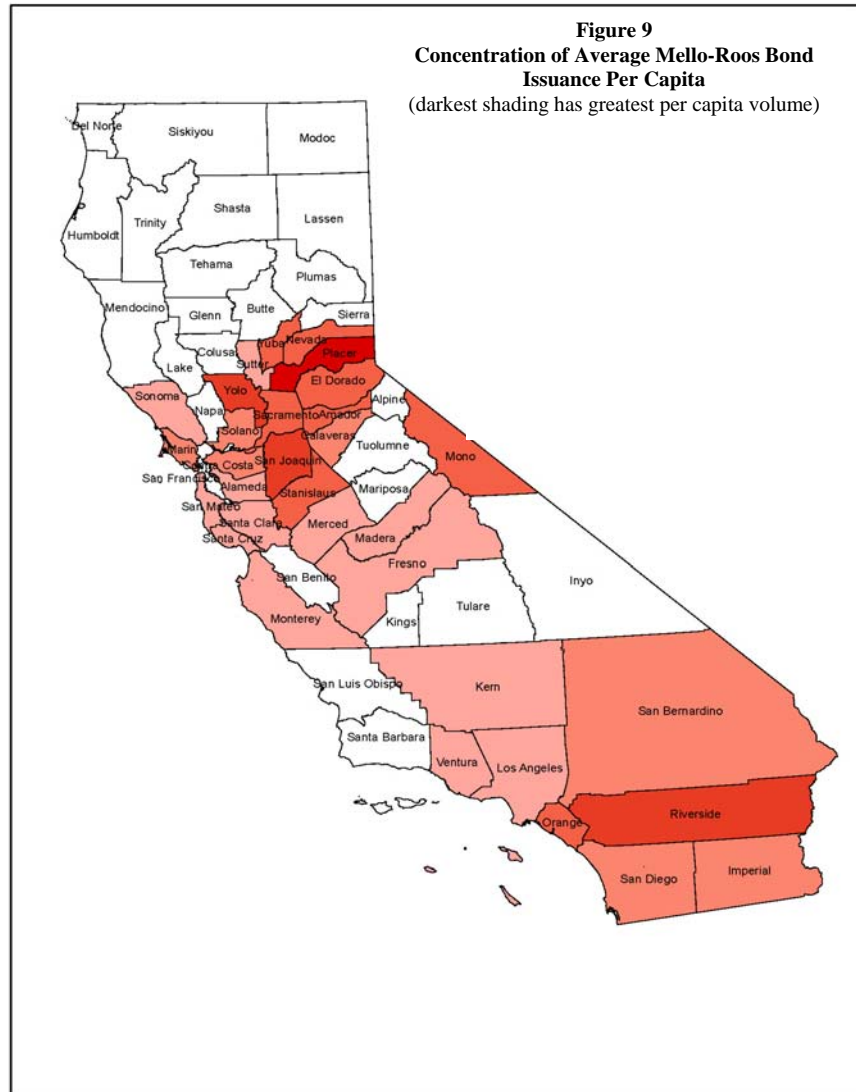 Figure 9
Concentration of Average Mello-Roos Bond
Issuance Per Capita
(darkest shading has greatest per capita volume)
Del Norte
Siskiyou
Modoc
Humboldt
Trinity
Shasta
Lassen
Tehama
Plumas
Mendocino
Glenn
Butte
Sierra
Colusa
Lake
Yuba
Nevada
Sutter
Placer
Sonoma
Napa
Yolo
El Dorado
Alpine
Sacramento
Amador
Solano
Calaveras
Marin
Tuolumne
Mono
Contra Costa
San Joaquin
San Francisco
Alameda
Stanislaus
Mariposa
San Mateo
Santa Clara
Merced
Santa Cruz
Madera
Fresno
San Benito
Inyo
Monterey
Kings
Tulare
San Luis Obispo
Kern
San Bernardino
Santa Barbara
Ventura
Los Angeles
Orange
Riverside
San Diego
Imperial